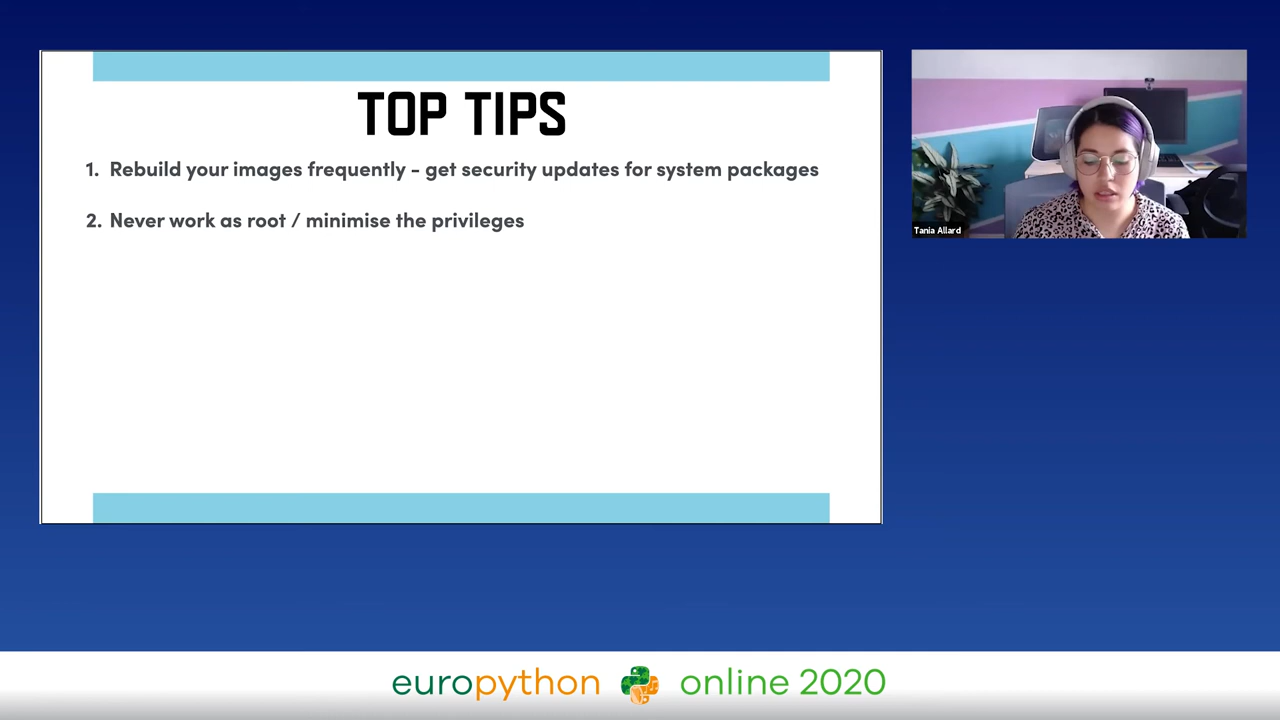 TOP TIPS
1. Rebuild your images frequently - get security updates for system packages
2. Never work as root / minimise the privileges
Tania Allard
europython online 2020